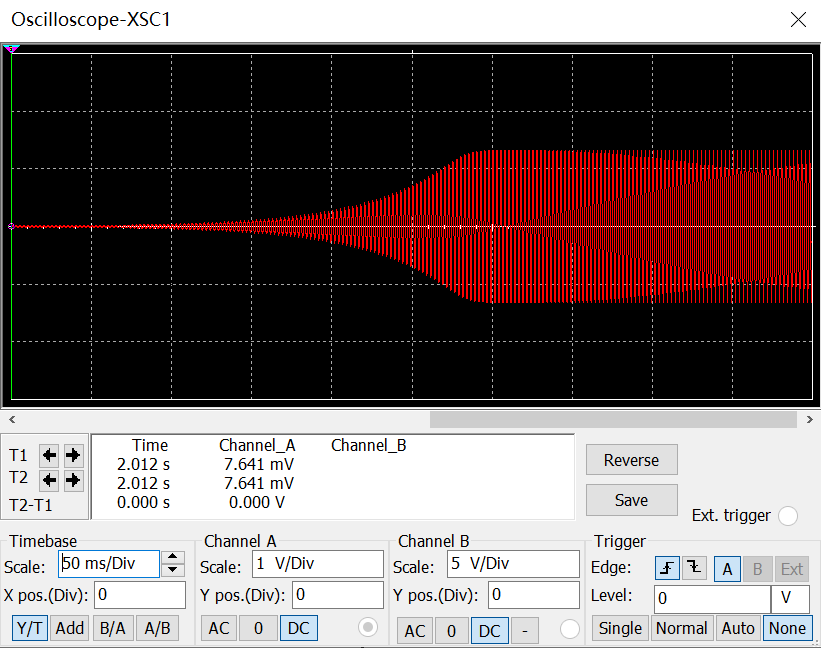 Oscilloscope-XSC1
Time Channel_A Channel_B
T1 2.012 s 7.641 mV
T2 2.012 s 7.641 mV
T2-T1 0.000 s 0.000 V
Reverse
Save
Ext. trigger
Timebase
Scale: 50 ms/Div
X pos.(Div): 0
Y/T Add B/A A/B
Channel A
Scale: 1 V/Div
Y pos.(Div): 0
AC 0 DC
Channel B
Scale: 5 V/Div
Y pos.(Div): 0
AC 0 DC -
Trigger
Edge: A B Ext
Level: 0 V
Single Normal Auto None